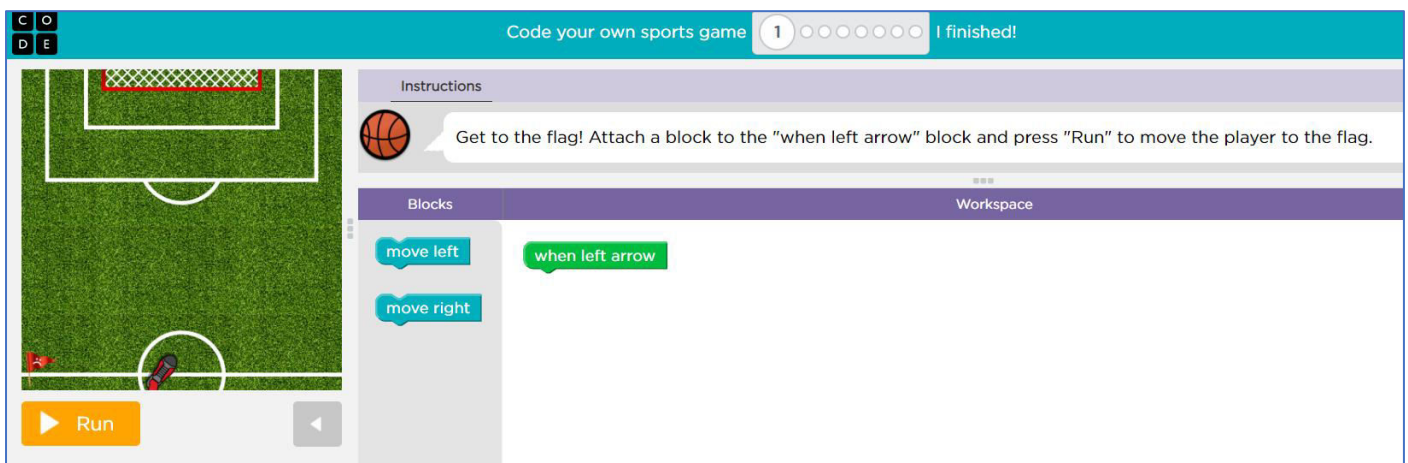 C O
D E
Code your own sports game 1 I finished!
Instructions
Get to the flag! Attach a block to the "when left arrow" block and press "Run" to move the player to the flag.
Blocks
Workspace
move left
when left arrow
move right
Run